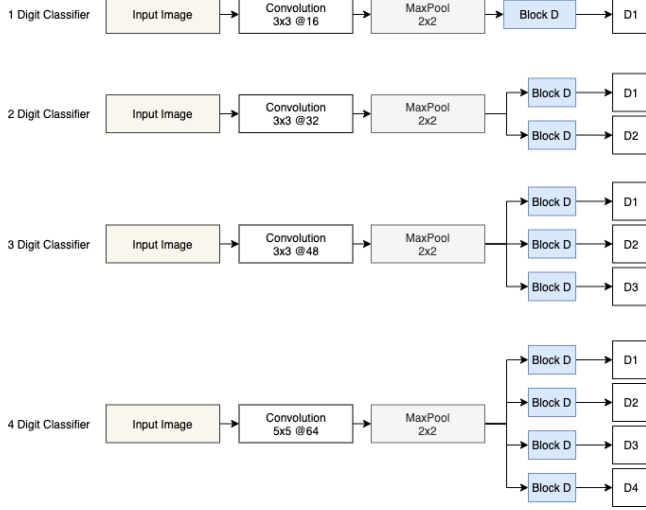 1 Digit Classifier
Input Image
Convolution
3x3 @16
MaxPool
2x2
Block D
D1
2 Digit Classifier
Input Image
Convolution
3x3 @32
MaxPool
2x2
Block D
D1
Block D
D2
3 Digit Classifier
Input Image
Convolution
3x3 @48
MaxPool
2x2
Block D
D1
Block D
D2
Block D
D3
4 Digit Classifier
Input Image
Convolution
5x5 @64
MaxPool
2x2
Block D
D1
Block D
D2
Block D
D3
Block D
D4